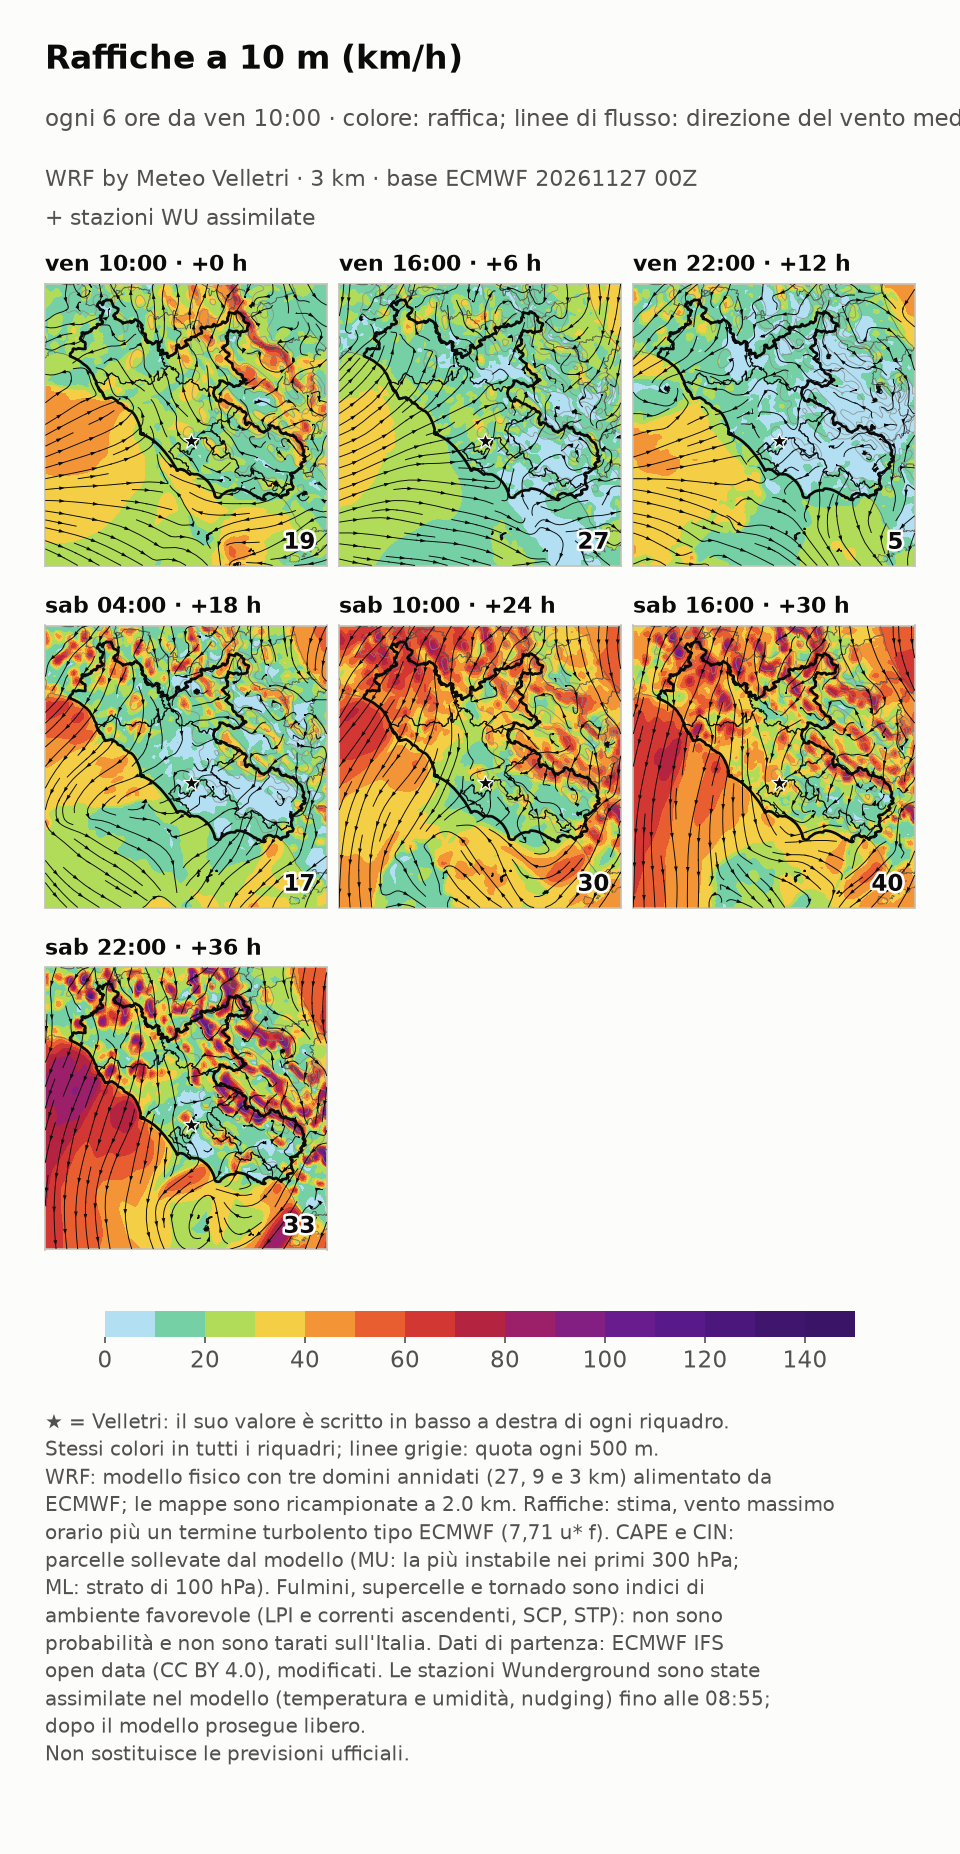 Raffiche a 10 m (km/h)
ogni 6 ore da ven 10:00 · colore: raffica; linee di flusso: direzione del vento med
WRF by Meteo Velletri · 3 km · base ECMWF 20261127 00Z
+ stazioni WU assimilate
ven 10:00 · +0 h ven 16:00 · +6 h ven 22:00 · +12 h
19 27 5
sab 04:00 · +18 h sab 10:00 · +24 h sab 16:00 · +30 h
17 30 40
sab 22:00 · +36 h
33
0 20 40 60 80 100 120 140
★ = Velletri: il suo valore è scritto in basso a destra di ogni riquadro.
Stessi colori in tutti i riquadri; linee grigie: quota ogni 500 m.
WRF: modello fisico con tre domini annidati (27, 9 e 3 km) alimentato da
ECMWF; le mappe sono ricampionate a 2.0 km. Raffiche: stima, vento massimo
orario più un termine turbolento tipo ECMWF (7,71 u* f). CAPE e CIN:
parcelle sollevate dal modello (MU: la più instabile nei primi 300 hPa;
ML: strato di 100 hPa). Fulmini, supercelle e tornado sono indici di
ambiente favorevole (LPI e correnti ascendenti, SCP, STP): non sono
probabilità e non sono tarati sull'Italia. Dati di partenza: ECMWF IFS
open data (CC BY 4.0), modificati. Le stazioni Wunderground sono state
assimilate nel modello (temperatura e umidità, nudging) fino alle 08:55;
dopo il modello prosegue libero.
Non sostituisce le previsioni ufficiali.